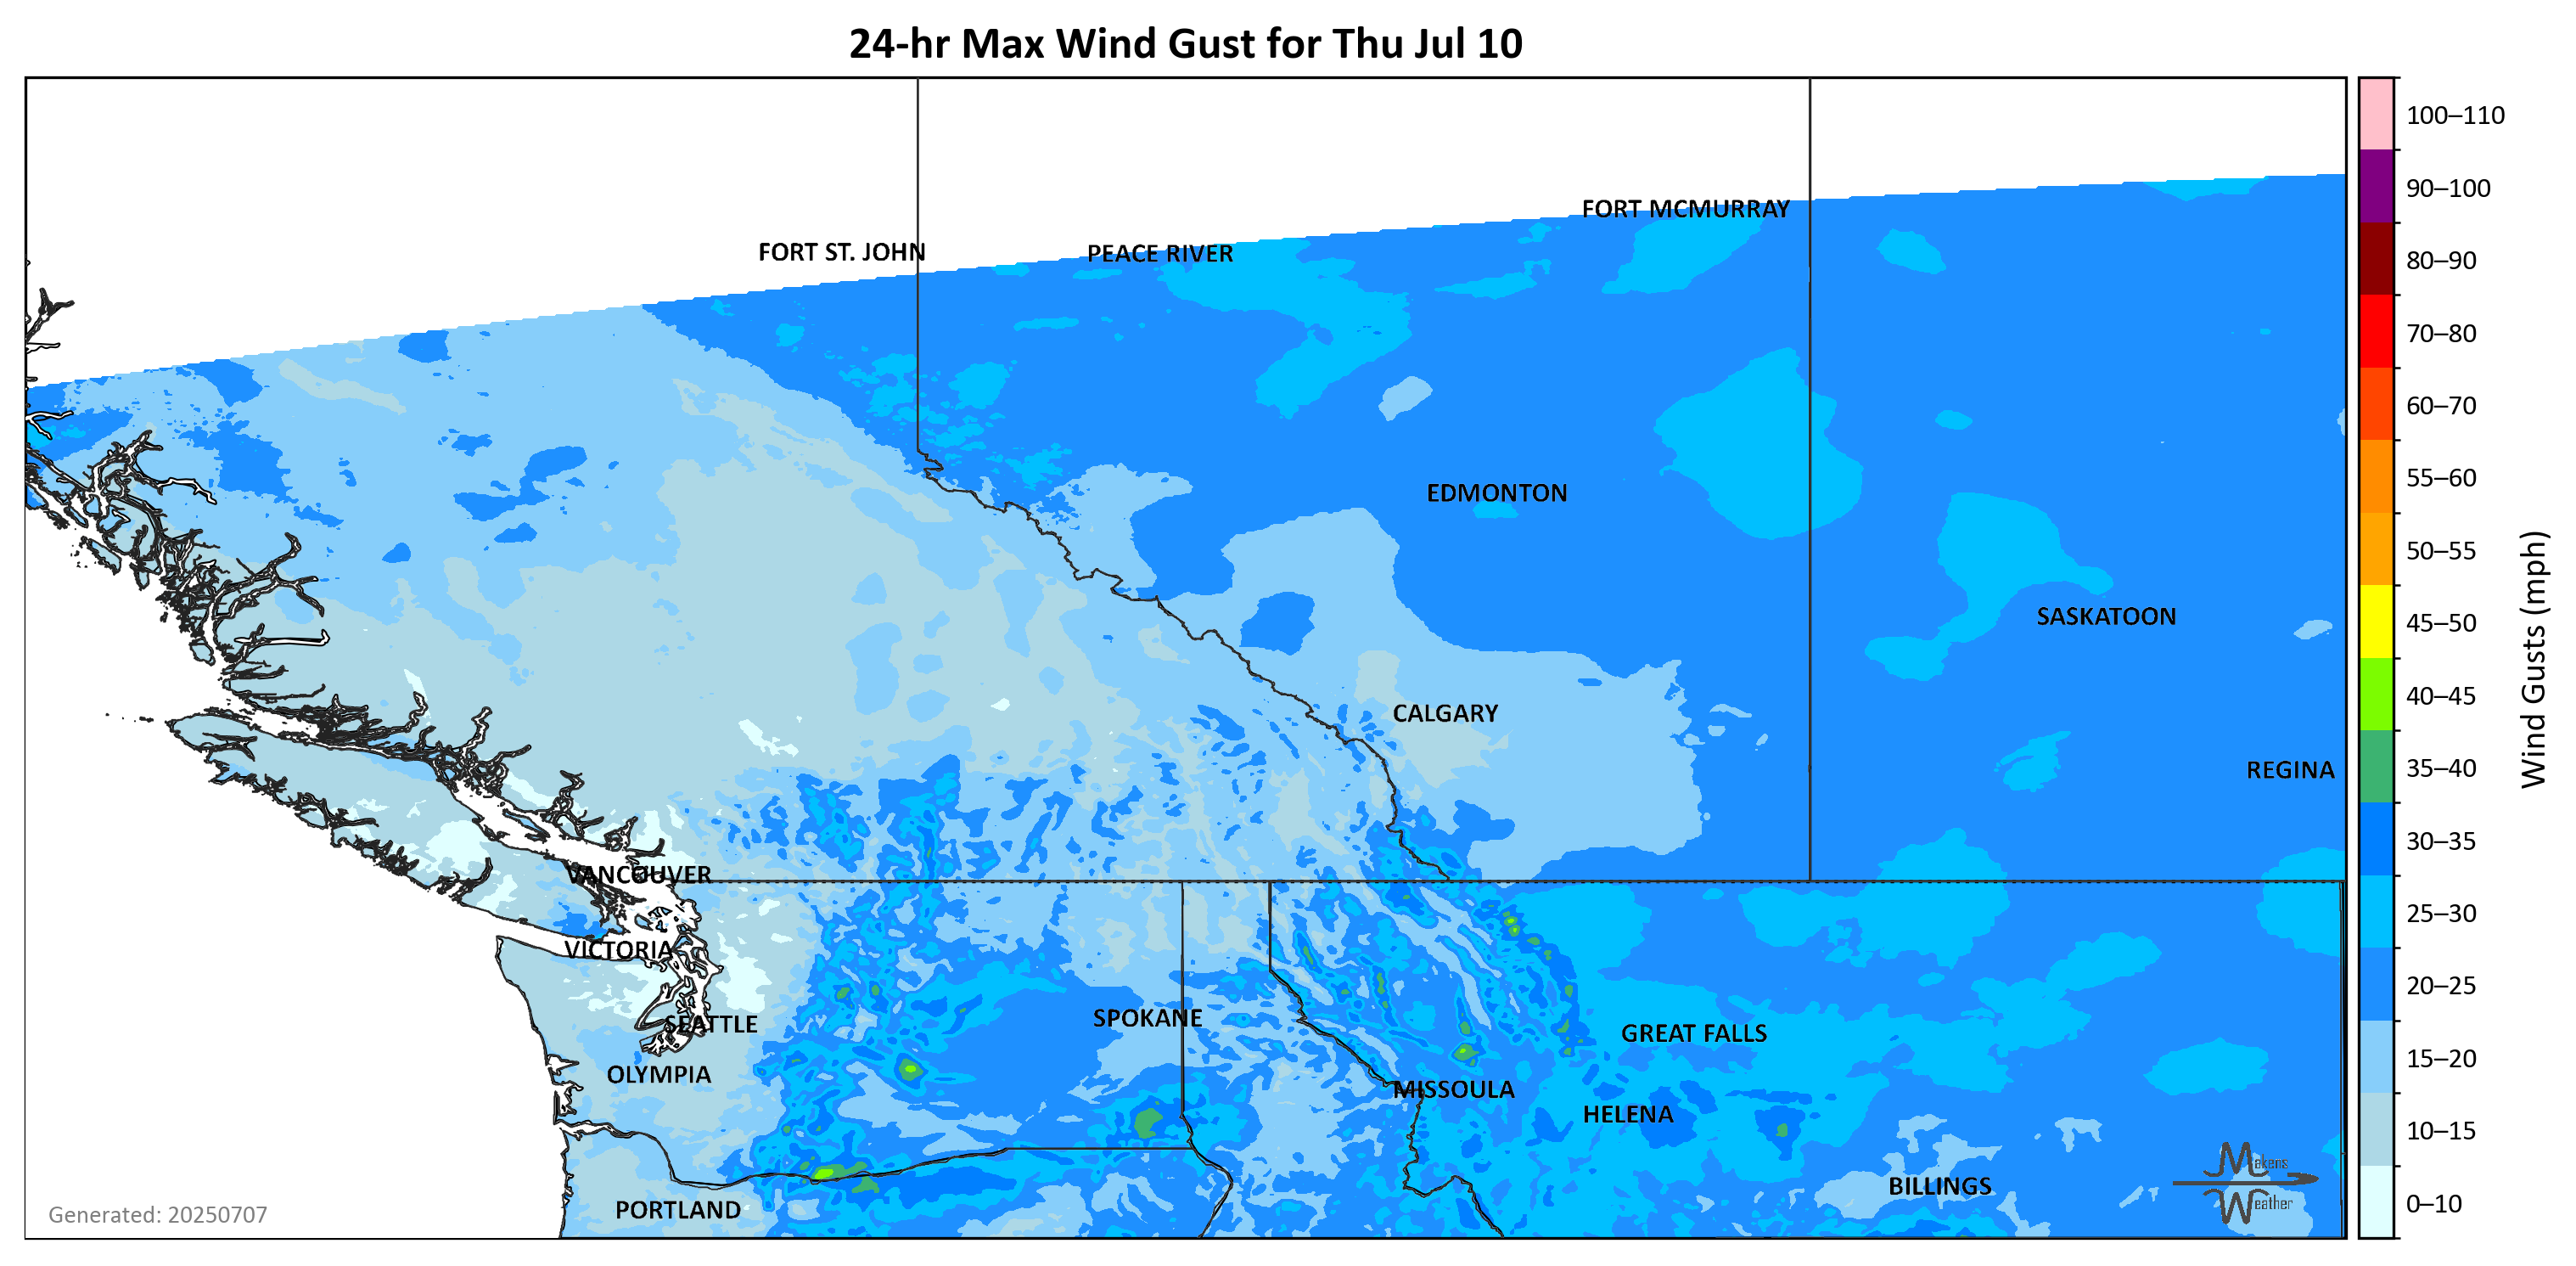 24-hr Max Wind Gust for Thu Jul 10
100–110
90–100
80–90
70–80
60–70
55–60
50–55
45–50
40–45
35–40
30–35
25–30
20–25
15–20
10–15
0–10
Wind Gusts (mph)
FORT MCMURRAY
FORT ST. JOHN
PEACE RIVER
EDMONTON
SASKATOON
CALGARY
REGINA
VANCOUVER
VICTORIA
SEATTLE
SPOKANE
GREAT FALLS
OLYMPIA
MISSOULA
HELENA
BILLINGS
PORTLAND
Makens
Weather
Generated: 20250707